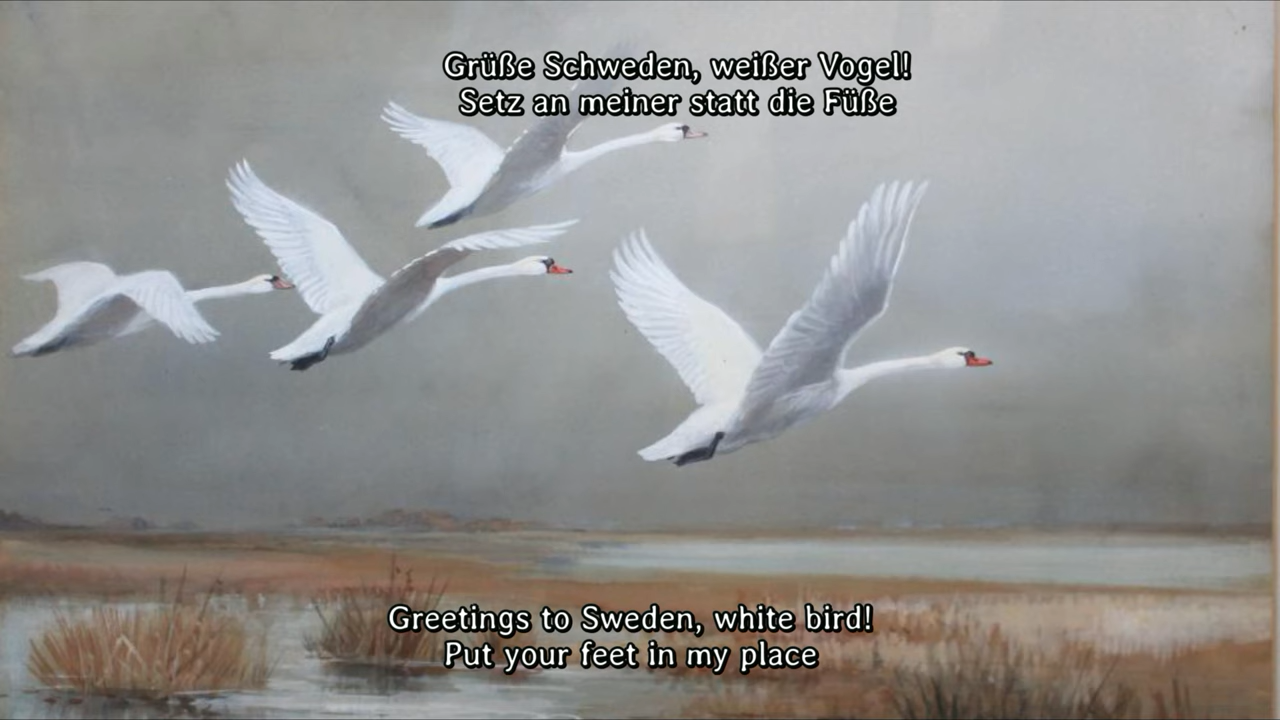 Grüße Schweden, weißer Vogel!
Setz an meiner statt die Füße
Greetings to Sweden, white bird!
Put your feet in my place